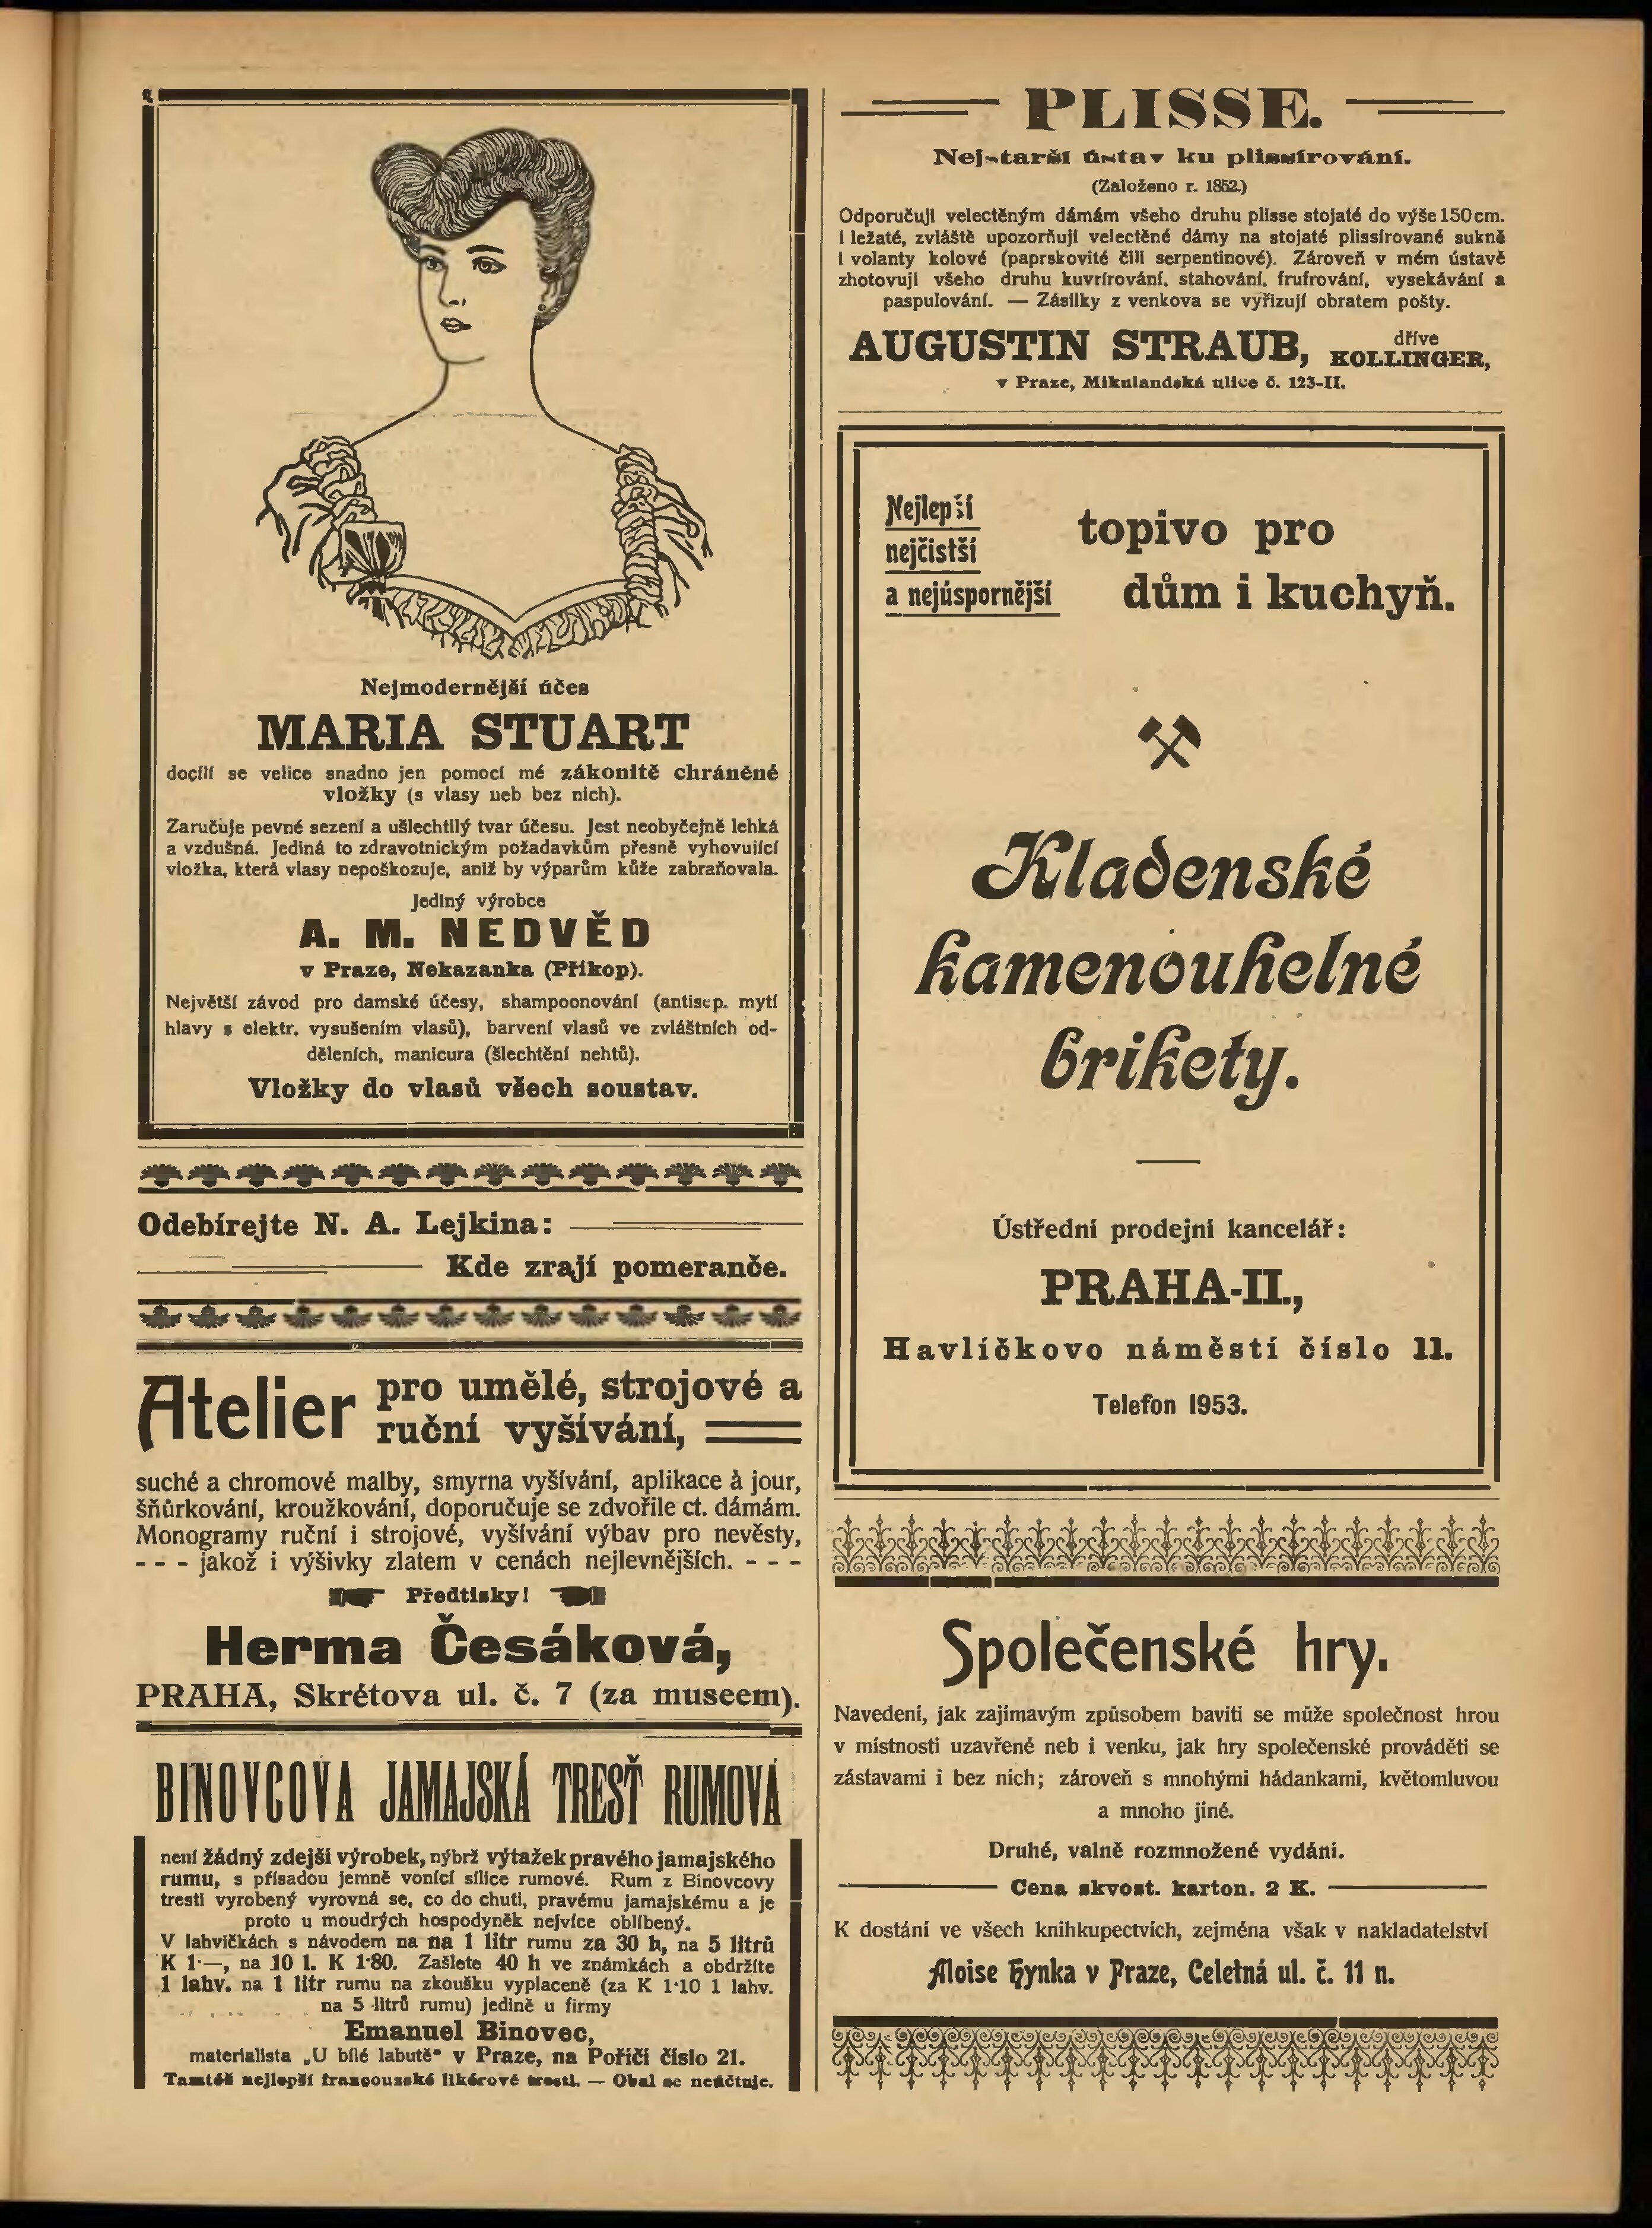 Nejmodernější účes
MARIA STUART
docílí se velice snadno jen pomocí mé zákonitě chráněné
vložky (s vlasy neb bez nich).
Zaručuje pevné sezení a ušlechtilý tvar účesu. Jest neobyčejně lehká
a vzdušná. Jediná to zdravotnickým požadavkům přesně vyhovující
vložka, která vlasy nepoškozuje, aniž by výparům kůže zabraňovala.
Jediný výrobce
A. M. NEDVĚD
v Praze, Nekazanka (Příkop).
Největší závod pro damské účesy, shampoonování (antisep. mytí
hlavy s elektr. vysušením vlasů), barvení vlasů ve zvláštních od-
děleních, manicura (šlechtění nehtů).
Vložky do vlasů všech soustav.
Odebírejte N. A. Lejkina:
Kde zrají pomeranče.
Atelier pro umělé, strojové a
ruční vyšívání,
suché a chromové malby, smyrna vyšívání, aplikace à jour,
šňůrkování, kroužkování, doporučuje se zdvořile ct. dámám.
Monogramy ruční i strojové, vyšívání výbav pro nevěsty,
- - - jakož i výšivky zlatem v cenách nejlevnějších. - - -
Předtisky!
Herma Česáková,
PRAHA, Skrétova ul. č. 7 (za museem).
BINOVCOVA JAMAJSKÁ TRESŤ RUMOVÁ
není žádný zdejší výrobek, nýbrž výtažek pravého jamajského
rumu, s přísadou jemně vonící sílice rumové. Rum z Binovcovy
tresti vyrobený vyrovná se, co do chuti, pravému jamajskému a je
proto u moudrých hospodyněk nejvíce oblíbený.
V lahvičkách s návodem na na 1 litr rumu za 30 h, na 5 litrů
K 1·—, na 10 l. K 1·80. Zašlete 40 h ve známkách a obdržíte
1 lahv. na 1 litr rumu na zkoušku vyplaceně (za K 1·10 1 lahv.
na 5 litrů rumu) jedině u firmy
Emanuel Binovec,
materialista „U bílé labutě" v Praze, na Poříčí číslo 21.
Tamtéž nejlepší francouzské likérové tresti. — Obal se neúčtuje.
PLISSE.
Nejstarší ústav ku plissírování.
(Založeno r. 1852.)
Odporučuji velectěným dámám všeho druhu plisse stojaté do výše 150 cm.
i ležaté, zvláště upozorňuji velectěné dámy na stojaté plissírované sukně
i volanty kolové (paprskovité čili serpentinové). Zároveň v mém ústavě
zhotovuji všeho druhu kuvrírování, stahování, frufrování, vysekávání a
paspulování. — Zásilky z venkova se vyřizují obratem pošty.
AUGUSTIN STRAUB, dříve KOLLINGER,
v Praze, Mikulandská ulice č. 123-II.
Nejlepší
nejčistší
a nejúspornější
topivo pro
dům i kuchyň.
Kladenské
kamenouhelné
brikety.
Ústřední prodejní kancelář:
PRAHA-II.,
Havlíčkovo náměstí číslo 11.
Telefon 1953.
Společenské hry.
Navedení, jak zajímavým způsobem baviti se může společnost hrou
v místnosti uzavřené neb i venku, jak hry společenské prováděti se
zástavami i bez nich; zároveň s mnohými hádankami, květomluvou
a mnoho jiné.
Druhé, valně rozmnožené vydání.
Cena skvost. karton. 2 K.
K dostání ve všech knihkupectvích, zejména však v nakladatelství
Aloise Hynka v Praze, Celetná ul. č. 11 n.